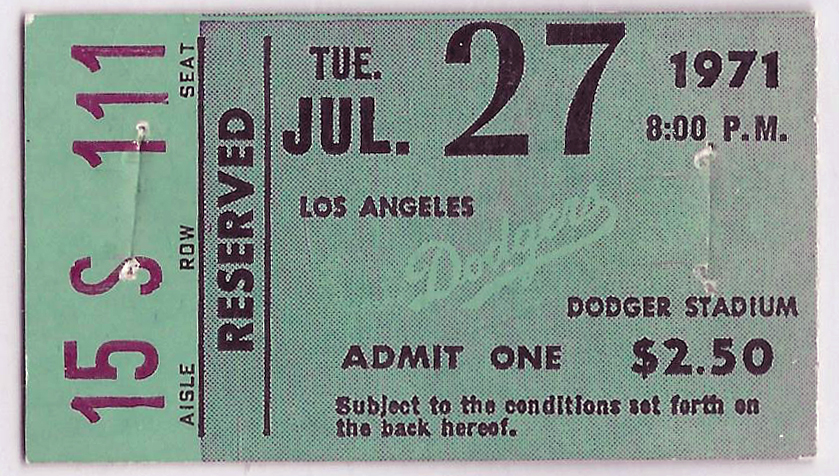 15 S 111
AISLE ROW SEAT
RESERVED
TUE.
JUL. 27
1971
8:00 P.M.
LOS ANGELES
Dodgers
DODGER STADIUM
ADMIT ONE $2.50
Subject to the conditions set forth on
the back hereof.